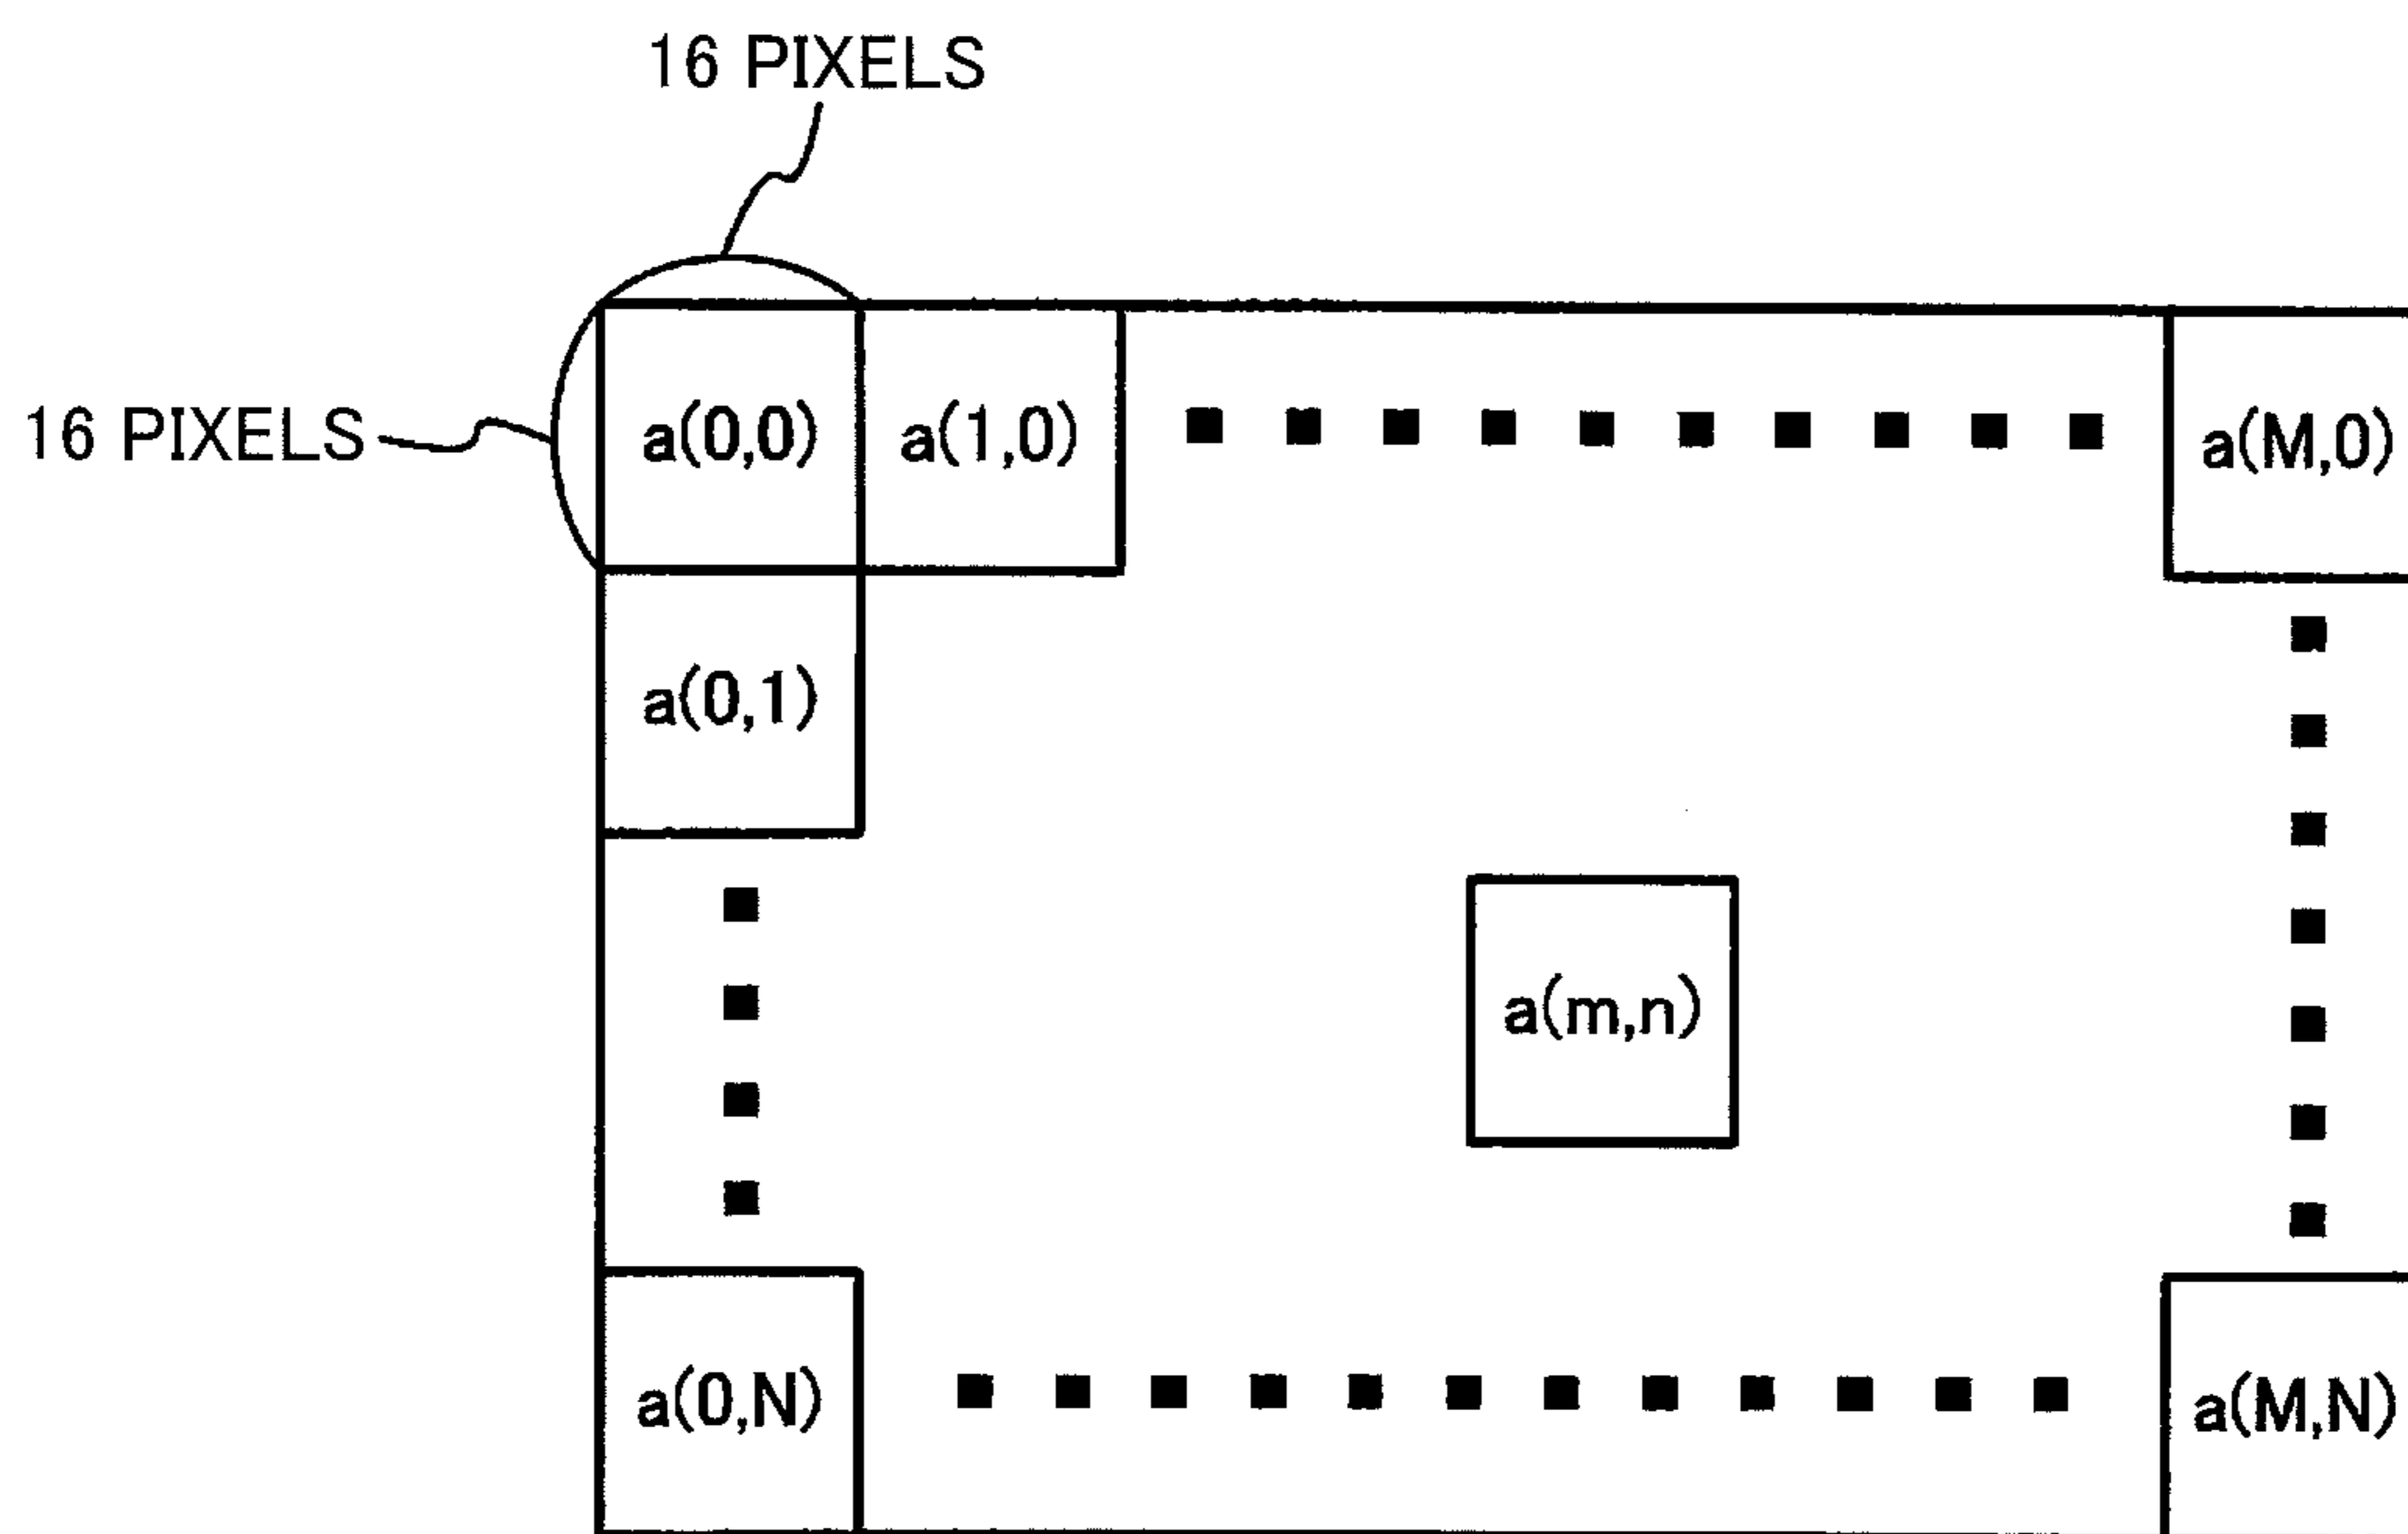 16 PIXELS
16 PIXELS
a(0,0) a(1,0) a(M,0)
a(0,1)
a(m,n)
a(0,N) a(M,N)